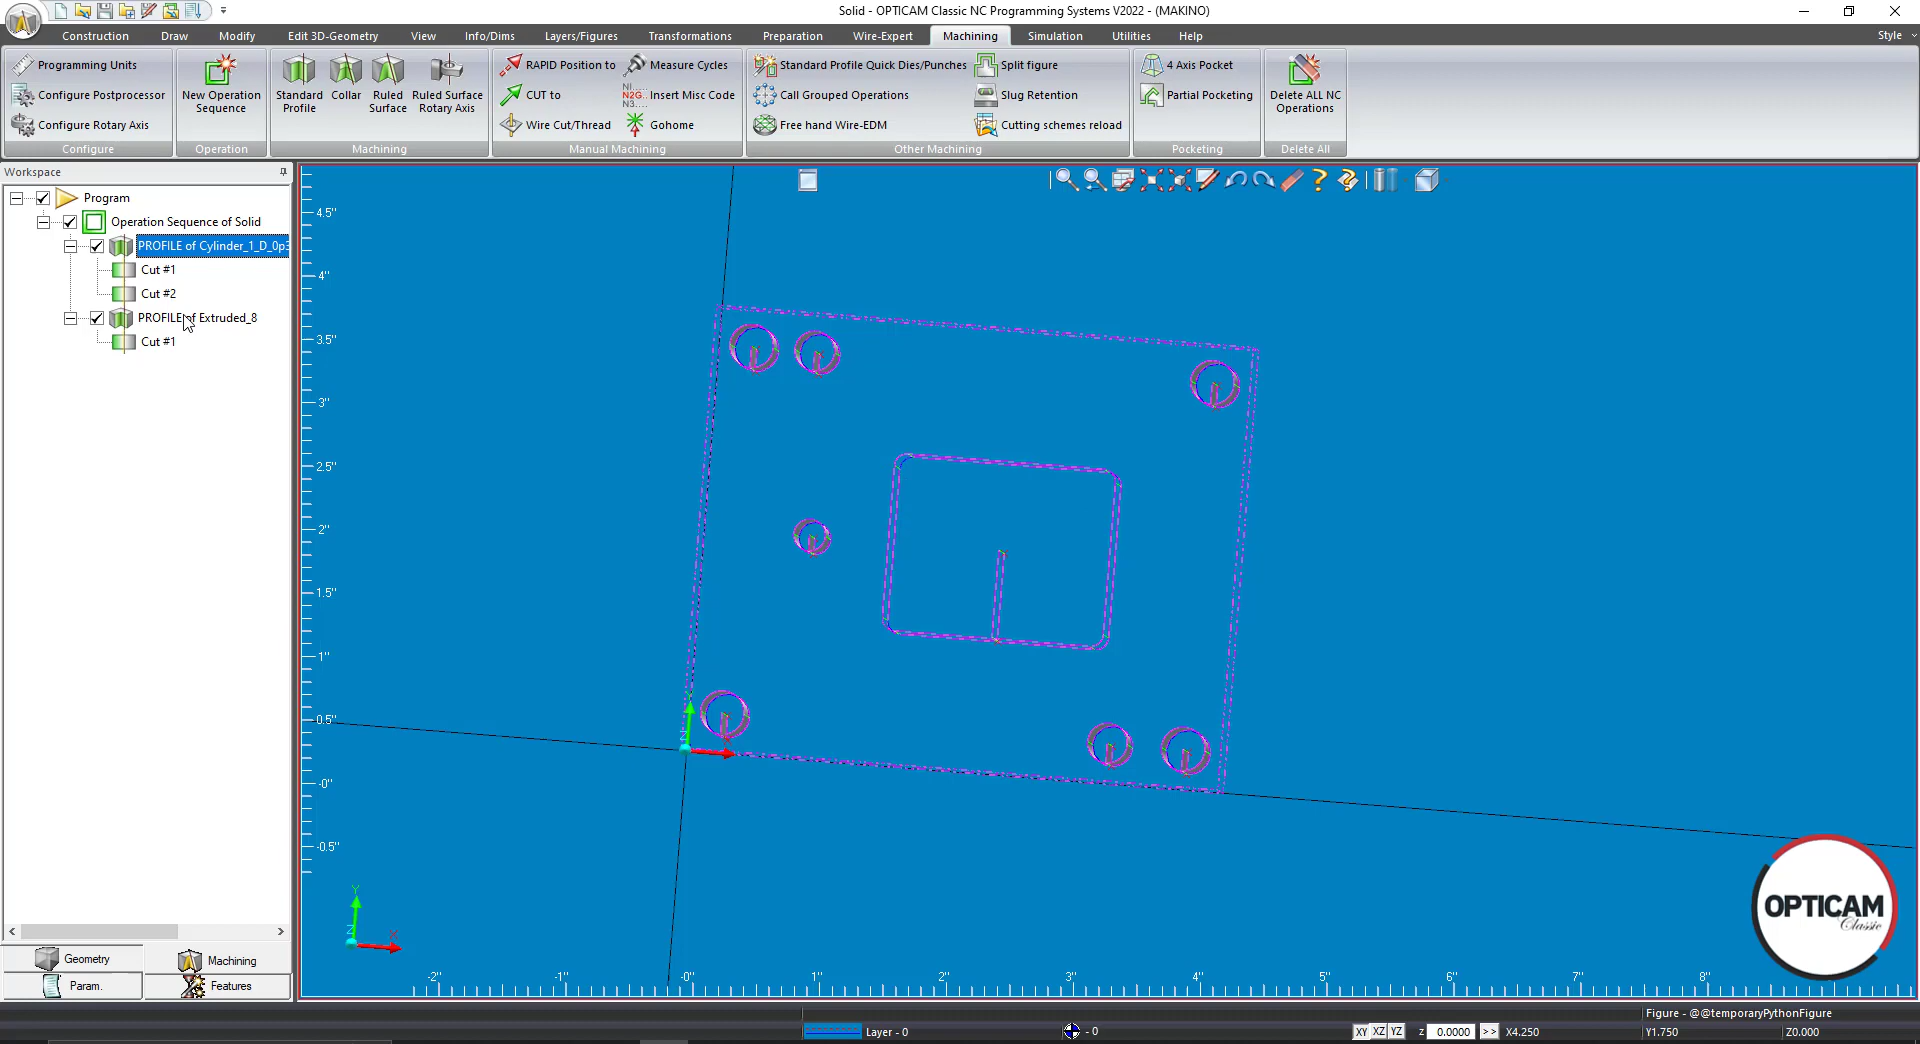 Solid - OPTICAM Classic NC Programming Systems V2022 - (MAKINO)
Construction Draw Modify Edit 3D-Geometry View Info/Dims Layers/Figures Transformations Preparation Wire-Expert Machining Simulation Utilities Help Style
Programming Units
Configure Postprocessor
Configure Rotary Axis
Configure
New Operation
Sequence
Operation
Standard
Profile
Collar
Ruled
Surface
Ruled Surface
Rotary Axis
Machining
RAPID Position to
CUT to
Wire Cut/Thread
Measure Cycles
Insert Misc Code
Gohome
Manual Machining
Standard Profile Quick Dies/Punches
Call Grouped Operations
Free hand Wire-EDM
Split figure
Slug Retention
Cutting schemes reload
Other Machining
4 Axis Pocket
Partial Pocketing
Pocketing
Delete ALL NC
Operations
Delete All
Workspace
Program
Operation Sequence of Solid
PROFILE of Cylinder_1_D_0p3
Cut #1
Cut #2
PROFILE of Extruded_8
Cut #1
4.5"
4"
3.5"
3"
2.5"
2"
1.5"
1"
0.5"
-0"
-0.5"
Z
Y
Z
X
-2" -1" -0" 1" 2" 3" 4" 5" 6" 7" 8"
OPTICAM
Classic
Geometry
Machining
Param.
Features
Figure - @@temporaryPythonFigure
Layer - 0
- 0
XY XZ YZ z 0.0000 >> X4.250 Y1.750 Z0.000